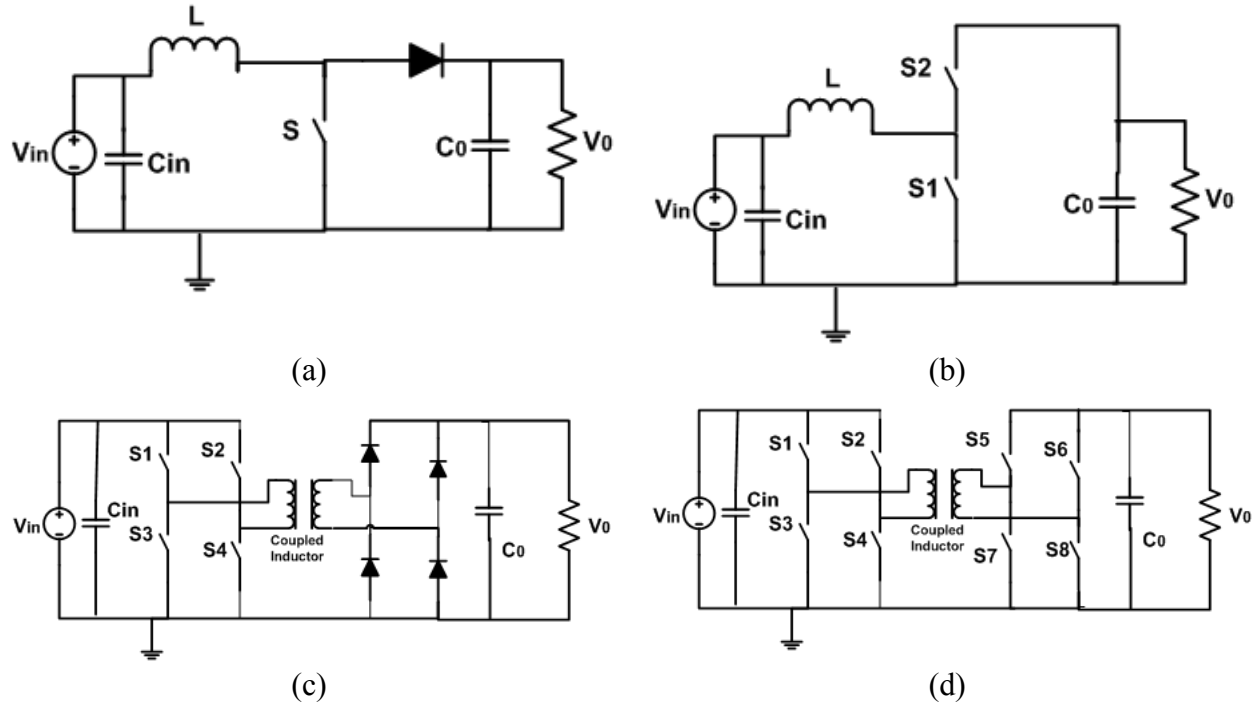 L
S
Vin
Cin
C0
V0
(a)
S2
L
S1
Vin
Cin
C0
V0
(b)
S1
S2
Cin
Vin
S3
S4
Coupled
Inductor
C0
V0
(c)
S1
S2
S5
S6
Cin
Vin
S3
S4
Coupled
Inductor
S7
S8
C0
V0
(d)